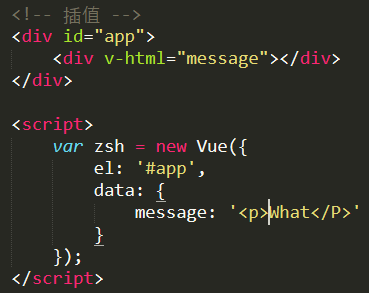 <!-- 插值 -->
<div id="app">
    <div v-html="message"></div>
</div>

<script>
    var zsh = new Vue({
        el: '#app',
        data: {
            message: '<p>What</P>'
        }
    });
</script>